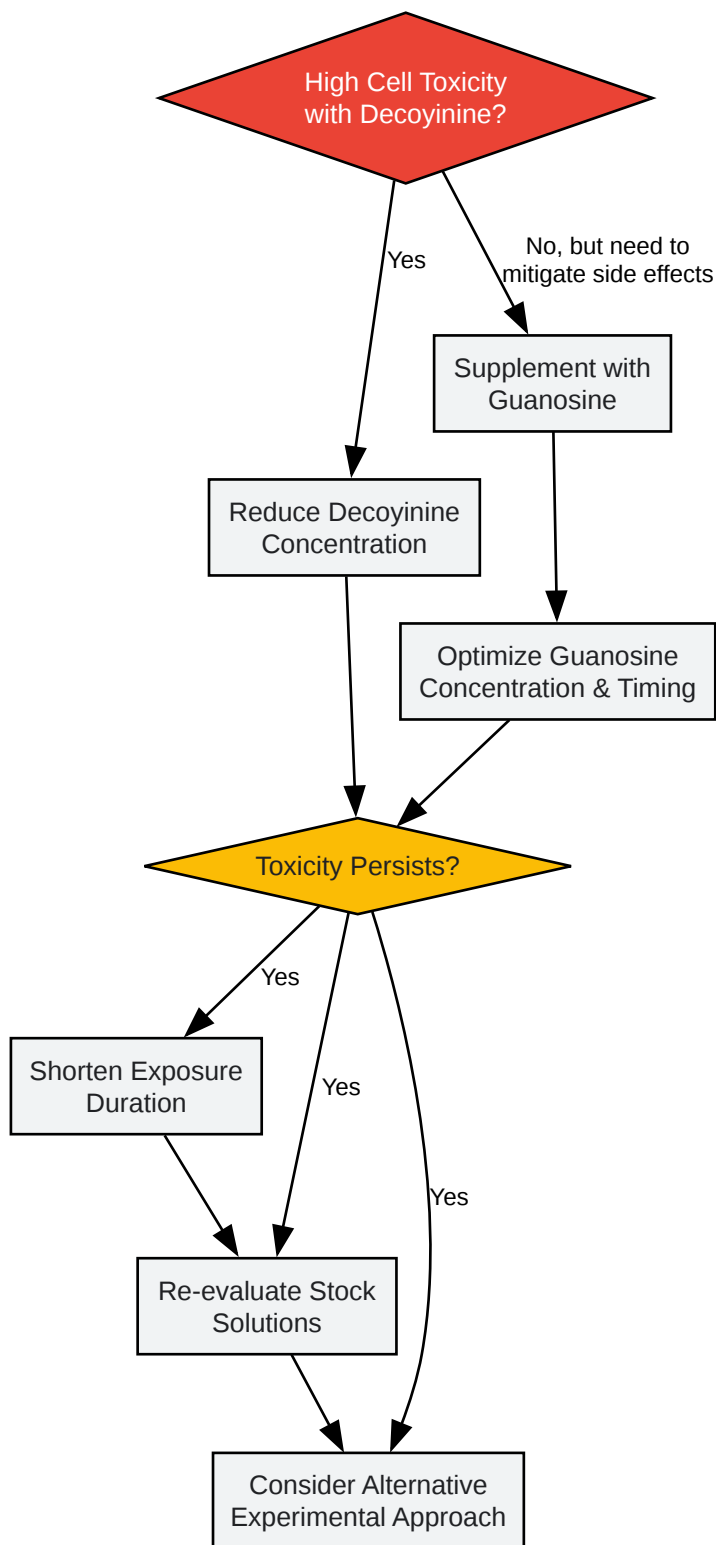 High Cell Toxicity
with Decoyinine?
Yes
No, but need to
mitigate side effects
Supplement with
Guanosine
Reduce Decoyinine
Concentration
Optimize Guanosine
Concentration & Timing
Toxicity Persists?
Yes
Shorten Exposure
Duration
Yes
Yes
Re-evaluate Stock
Solutions
Consider Alternative
Experimental Approach